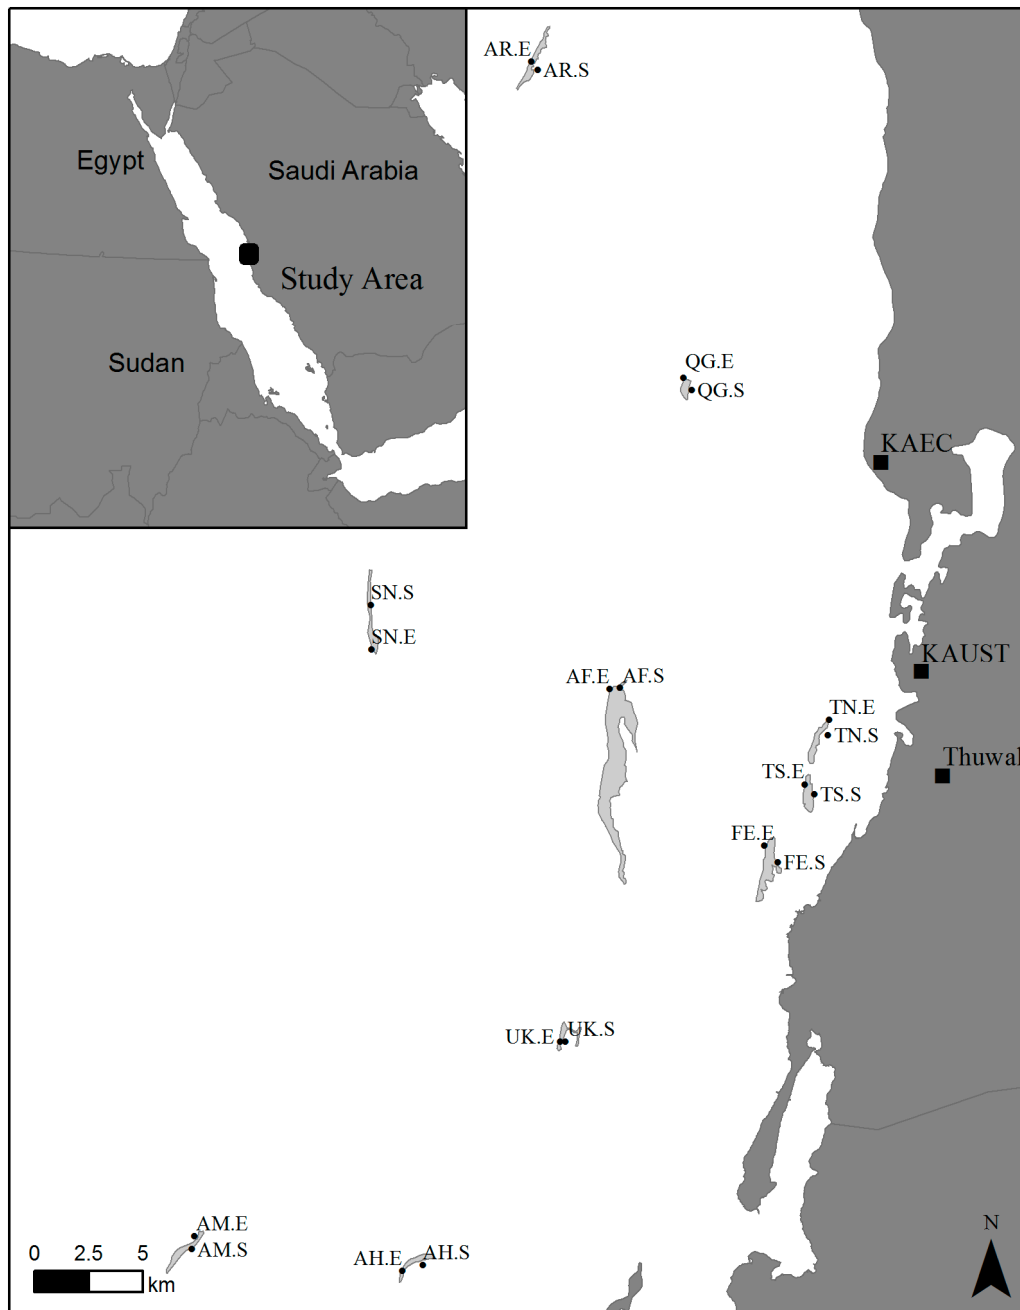 AR.E
AR.S
Egypt
Saudi Arabia
Study Area
Sudan
QG.E
QG.S
KAEC
SN.S
SN.E
KAUST
AF.E
AF.S
TN.E
TN.S
Thuwal
TS.E
TS.S
FE.E
FE.S
UK.E
UK.S
AM.E
AM.S
AH.E
AH.S
N
0 2.5 5
km